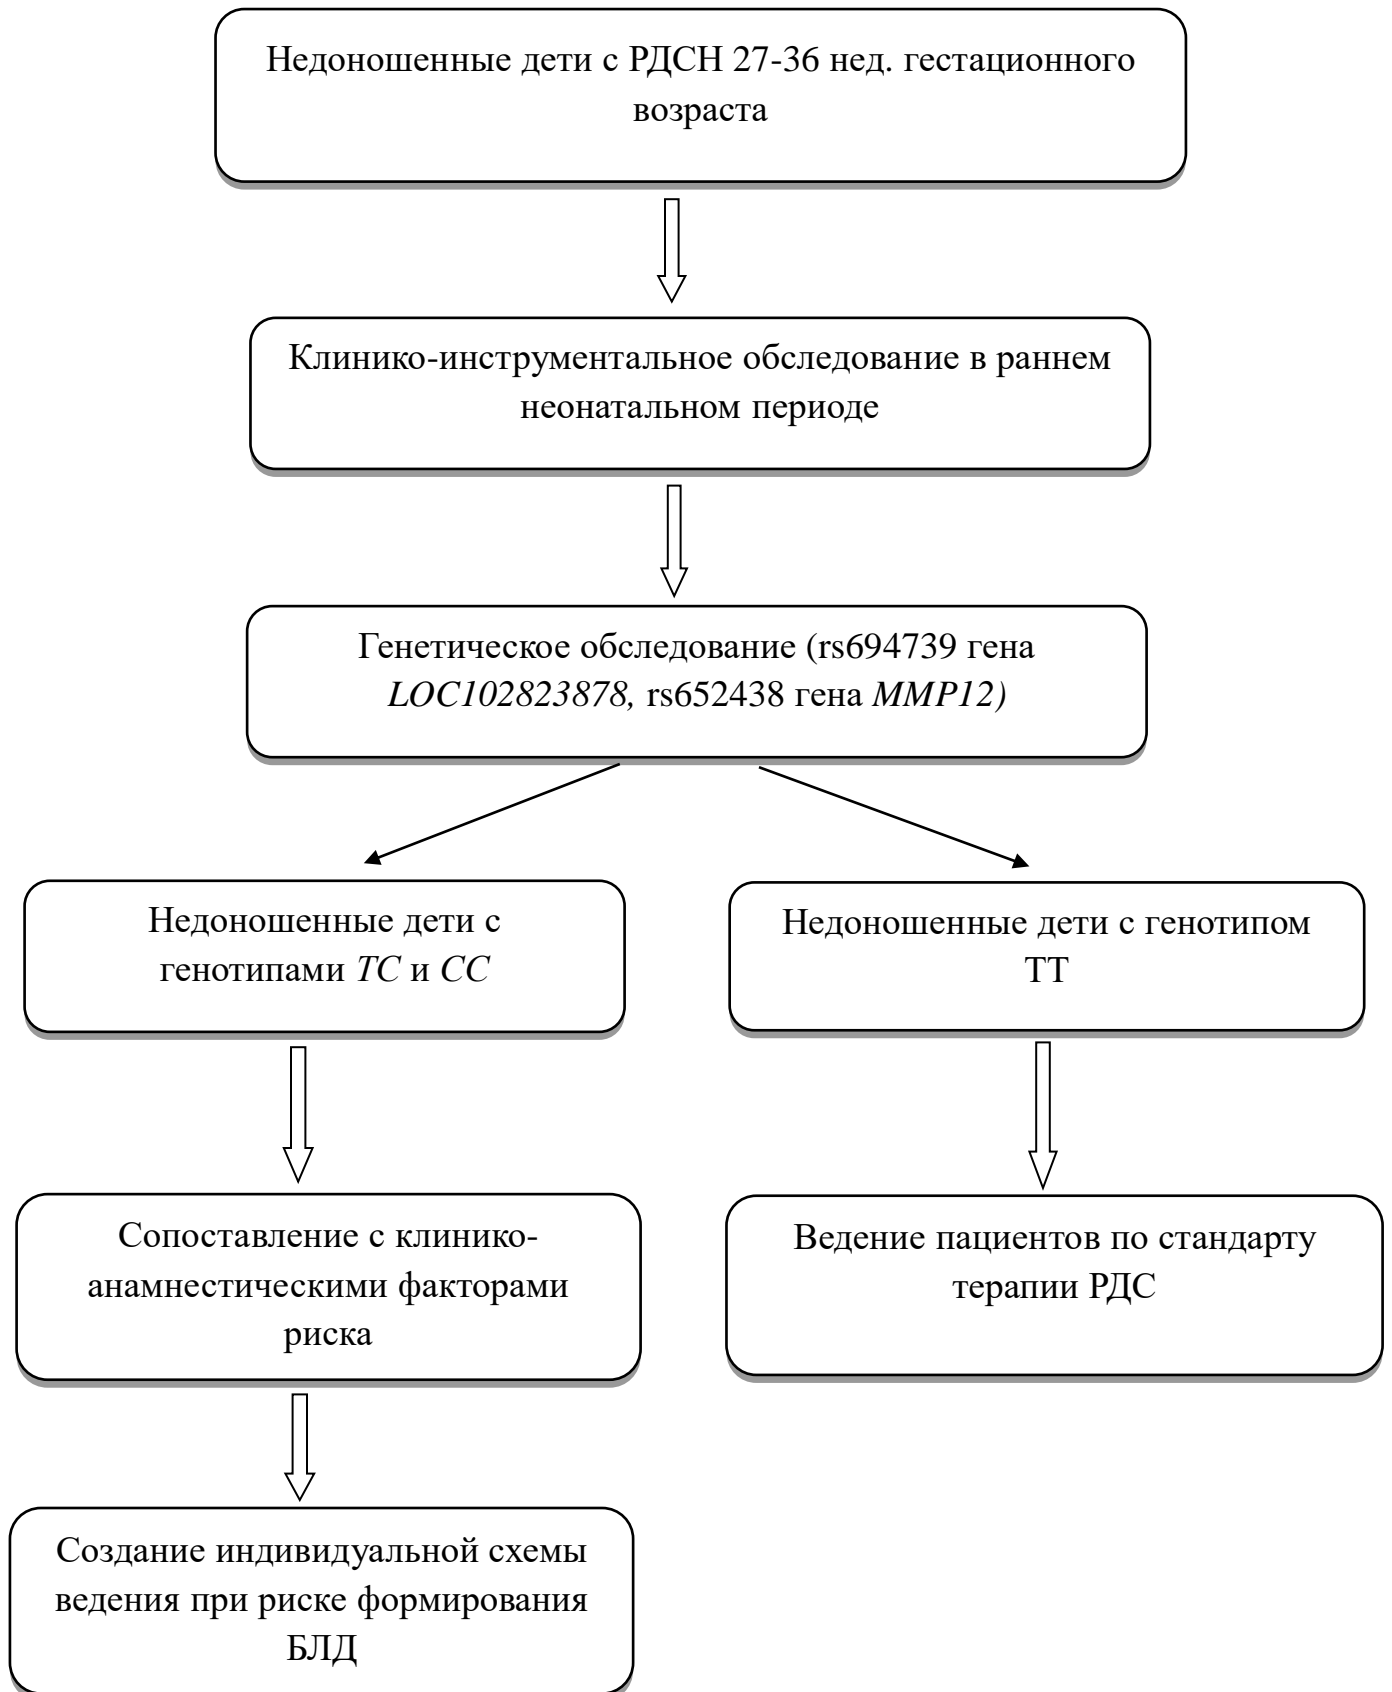 Недоношенные дети с РДСН 27-36 нед. гестационного
возраста
Клинико-инструментальное обследование в раннем
неонатальном периоде
Генетическое обследование (rs694739 гена
LOC102823878, rs652438 гена MMP12)
Недоношенные дети с
генотипами TC и CC
Недоношенные дети с генотипом
ТТ
Сопоставление с клинико-
анамнестическими факторами
риска
Ведение пациентов по стандарту
терапии РДС
Создание индивидуальной схемы
ведения при риске формирования
БЛД